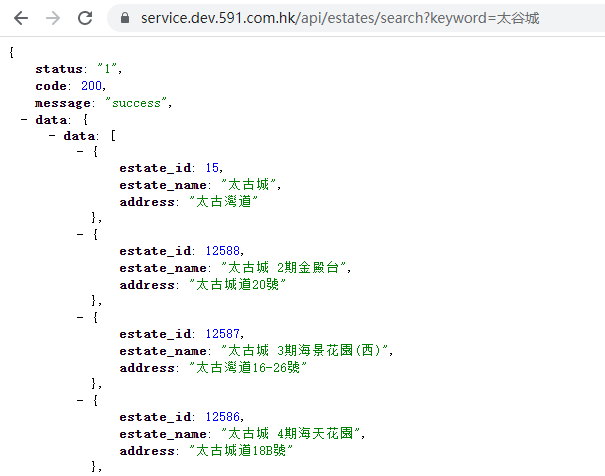 service.dev.591.com.hk/api/estates/search?keyword=太谷城
{
status: "1",
code: 200,
message: "success",
- data: {
- data: [
- {
estate_id: 15,
estate_name: "太古城",
address: "太古灣道"
},
- {
estate_id: 12588,
estate_name: "太古城 2期金殿台",
address: "太古城道20號"
},
- {
estate_id: 12587,
estate_name: "太古城 3期海景花園(西)",
address: "太古灣道16-26號"
},
- {
estate_id: 12586,
estate_name: "太古城 4期海天花園",
address: "太古城道18B號"
},